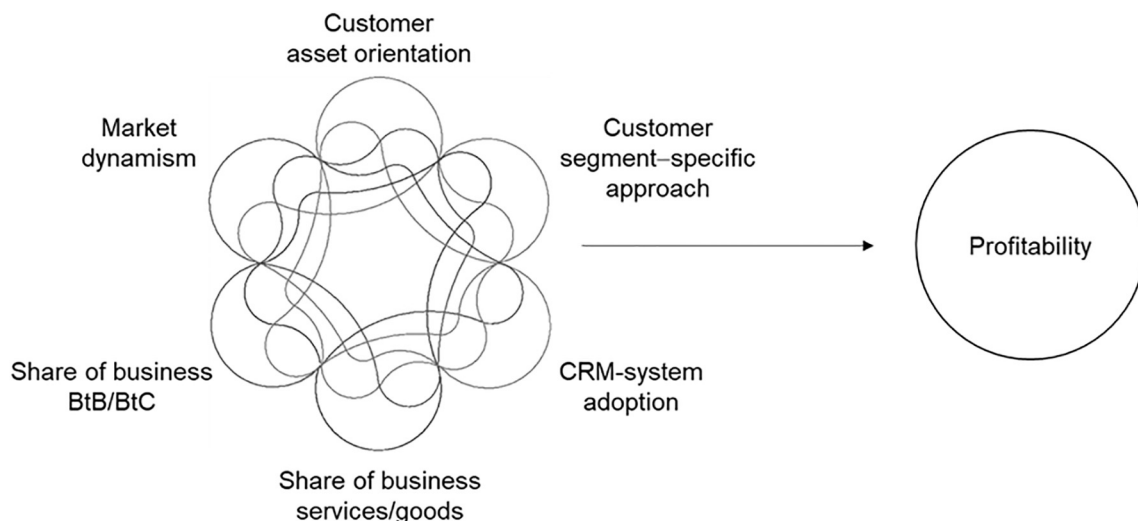 Customer
asset orientation
Market
dynamism
Customer
segment–specific
approach
Profitability
Share of business
BtB/BtC
CRM-system
adoption
Share of business
services/goods